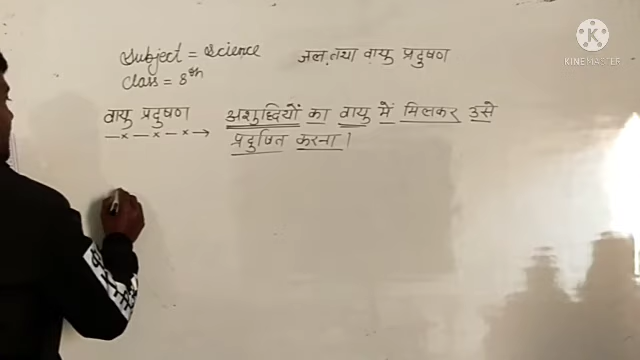 Subject = Science
जल तथा वायु प्रदुषण
Class = 8th
वायु प्रदुषण
अशुद्धियों का वायु में मिलकर उसे
प्रदुषित करना।
KINEMASTER